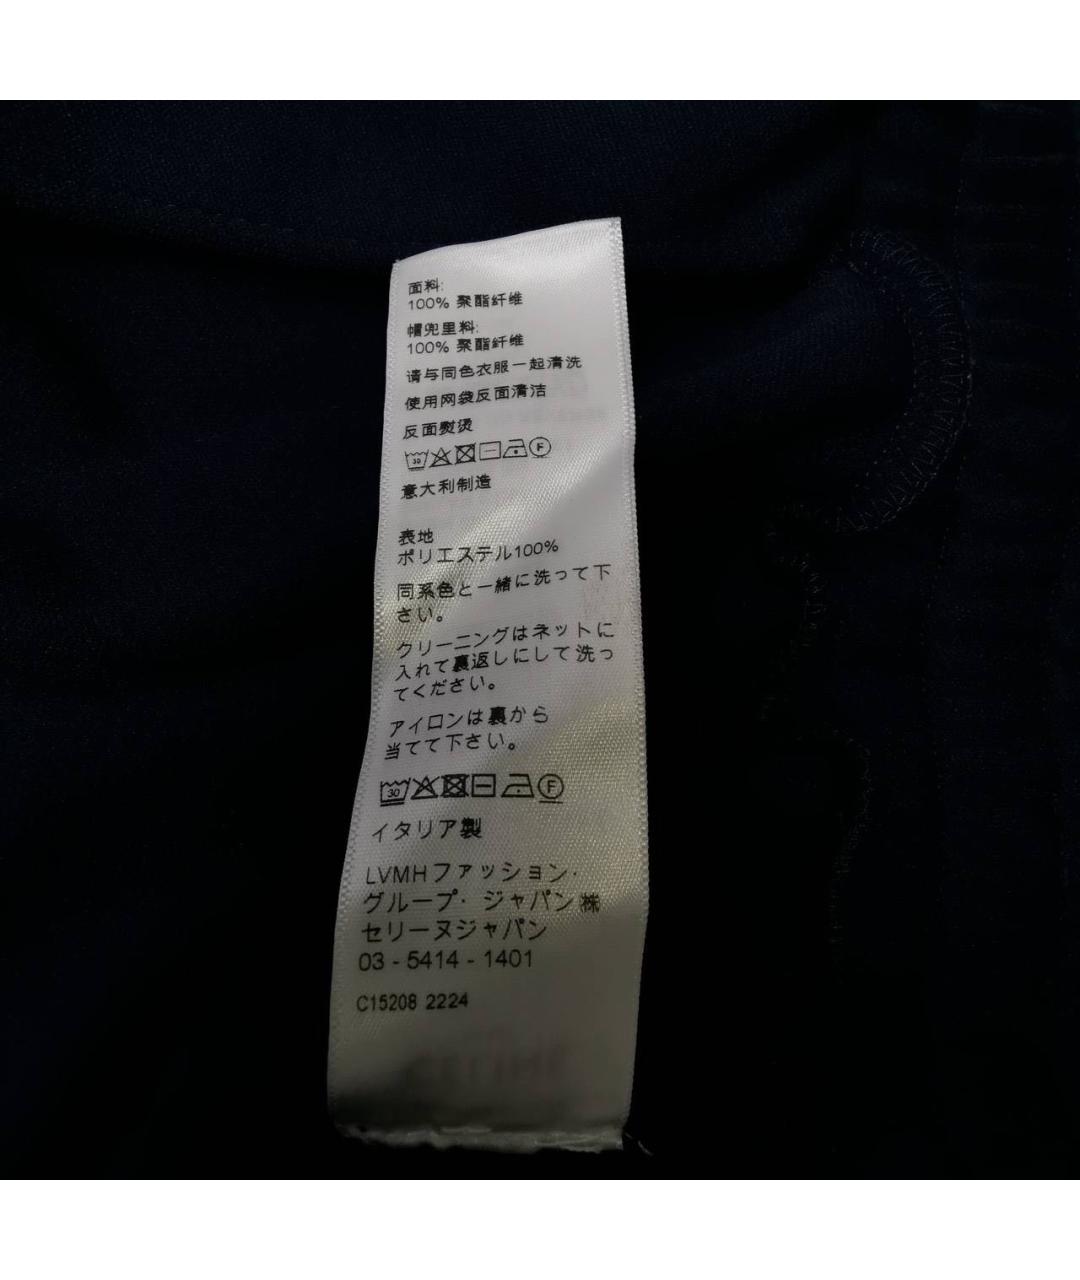 面料:
100% 聚酯纤维
帽兜里料:
100% 聚酯纤维
请与同色衣服一起清洗
使用网袋反面清洁
反面熨烫
30 F
意大利制造
表地
ポリエステル100%
同系色と一緒に洗って下
さい。
クリーニングはネットに
入れて裏返しにして洗っ
てください。
アイロンは裏から
当てて下さい。
30 F
イタリア製
LVMHファッション·
グループ· ジャパン㈱
セリーヌジャパン
03 - 5414 - 1401
C15208 2224